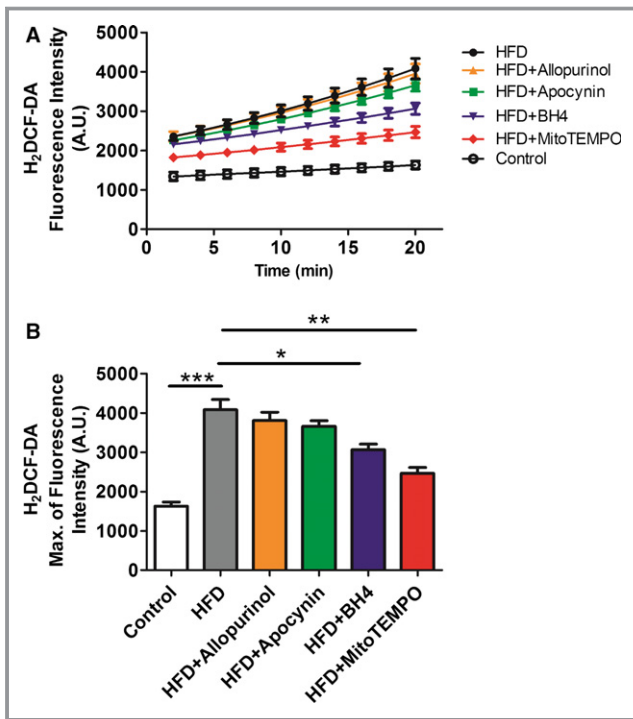 A
H2DCF-DA
Fluorescence Intensity
(A.U.)
5000
4000
3000
2000
1000
0
0
5
10
15
20
Time (min)
HFD
HFD+Allopurinol
HFD+Apocynin
HFD+BH4
HFD+MitoTEMPO
Control
B
H2DCF-DA
Max. of Fluorescence
Intensity (A.U.)
5000
4000
3000
2000
1000
0
**
*
***
Control
HFD
HFD+Allopurinol
HFD+Apocynin
HFD+BH4
HFD+MitoTEMPO